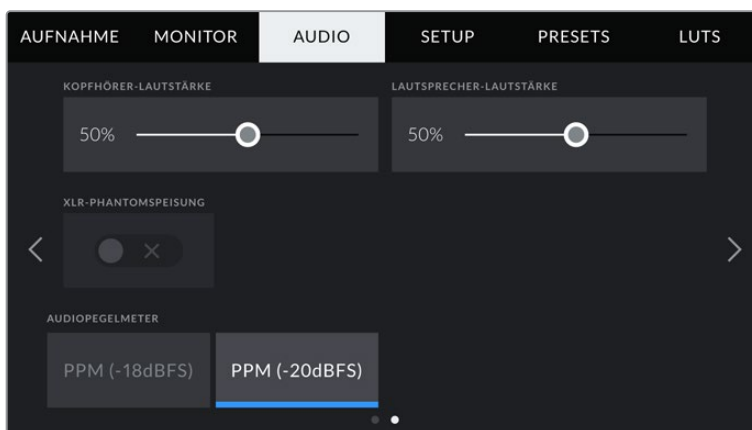 AUFNAHME MONITOR AUDIO SETUP PRESETS LUTS
KOPFHÖRER-LAUTSTÄRKE LAUTSPRECHER-LAUTSTÄRKE
50% 50%
XLR-PHANTOMSPEISUNG
AUDIOPEGELMETER
PPM (-18dBFS) PPM (-20dBFS)